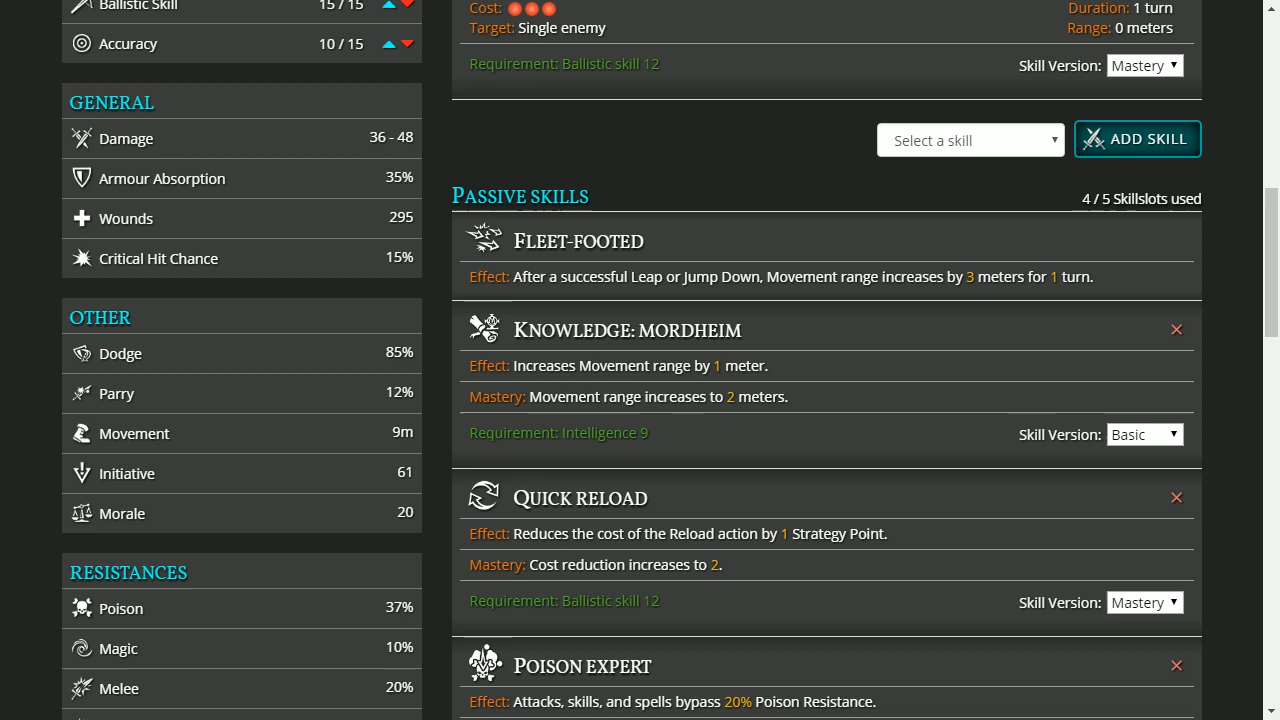 Ballistic Skill 15 / 15
Accuracy 10 / 15
GENERAL
Damage 36 - 48
Armour Absorption 35%
Wounds 295
Critical Hit Chance 15%
OTHER
Dodge 85%
Parry 12%
Movement 9m
Initiative 61
Morale 20
RESISTANCES
Poison 37%
Magic 10%
Melee 20%
Cost: Duration: 1 turn
Target: Single enemy Range: 0 meters
Requirement: Ballistic skill 12 Skill Version: Mastery
Select a skill ADD SKILL
PASSIVE SKILLS 4 / 5 Skillslots used
FLEET-FOOTED
Effect: After a successful Leap or Jump Down, Movement range increases by 3 meters for 1 turn.
KNOWLEDGE: MORDHEIM
Effect: Increases Movement range by 1 meter.
Mastery: Movement range increases to 2 meters.
Requirement: Intelligence 9 Skill Version: Basic
QUICK RELOAD
Effect: Reduces the cost of the Reload action by 1 Strategy Point.
Mastery: Cost reduction increases to 2.
Requirement: Ballistic skill 12 Skill Version: Mastery
POISON EXPERT
Effect: Attacks, skills, and spells bypass 20% Poison Resistance.